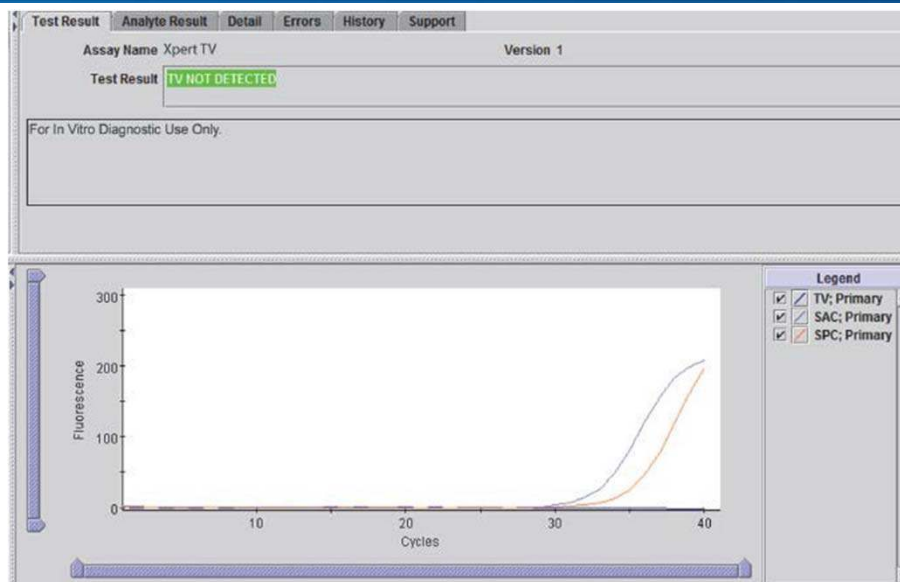 Test Result Analyte Result Detail Errors History Support
Assay Name Xpert TV Version 1
Test Result TV NOT DETECTED
For In Vitro Diagnostic Use Only.
Legend
TV; Primary
SAC; Primary
SPC; Primary
300
200
100
0
Fluorescence
10 20 30 40
Cycles